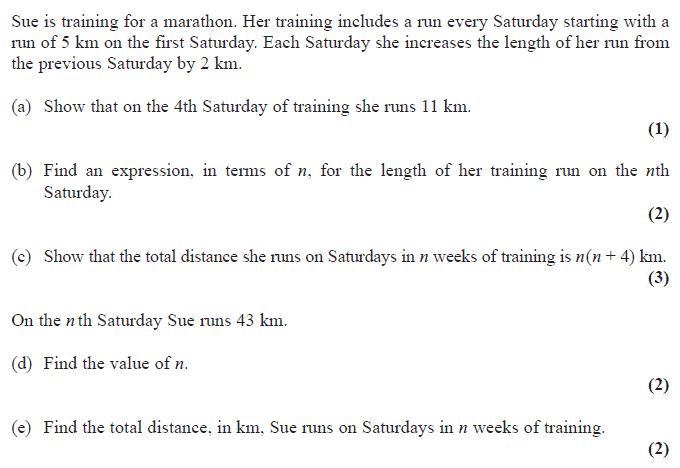 Sue is training for a marathon. Her training includes a run every Saturday starting with a
run of 5 km on the first Saturday. Each Saturday she increases the length of her run from
the previous Saturday by 2 km.
(a) Show that on the 4th Saturday of training she runs 11 km.
(1)
(b) Find an expression, in terms of n, for the length of her training run on the nth
Saturday.
(2)
(c) Show that the total distance she runs on Saturdays in n weeks of training is n(n + 4) km.
(3)
On the nth Saturday Sue runs 43 km.
(d) Find the value of n.
(2)
(e) Find the total distance, in km, Sue runs on Saturdays in n weeks of training.
(2)